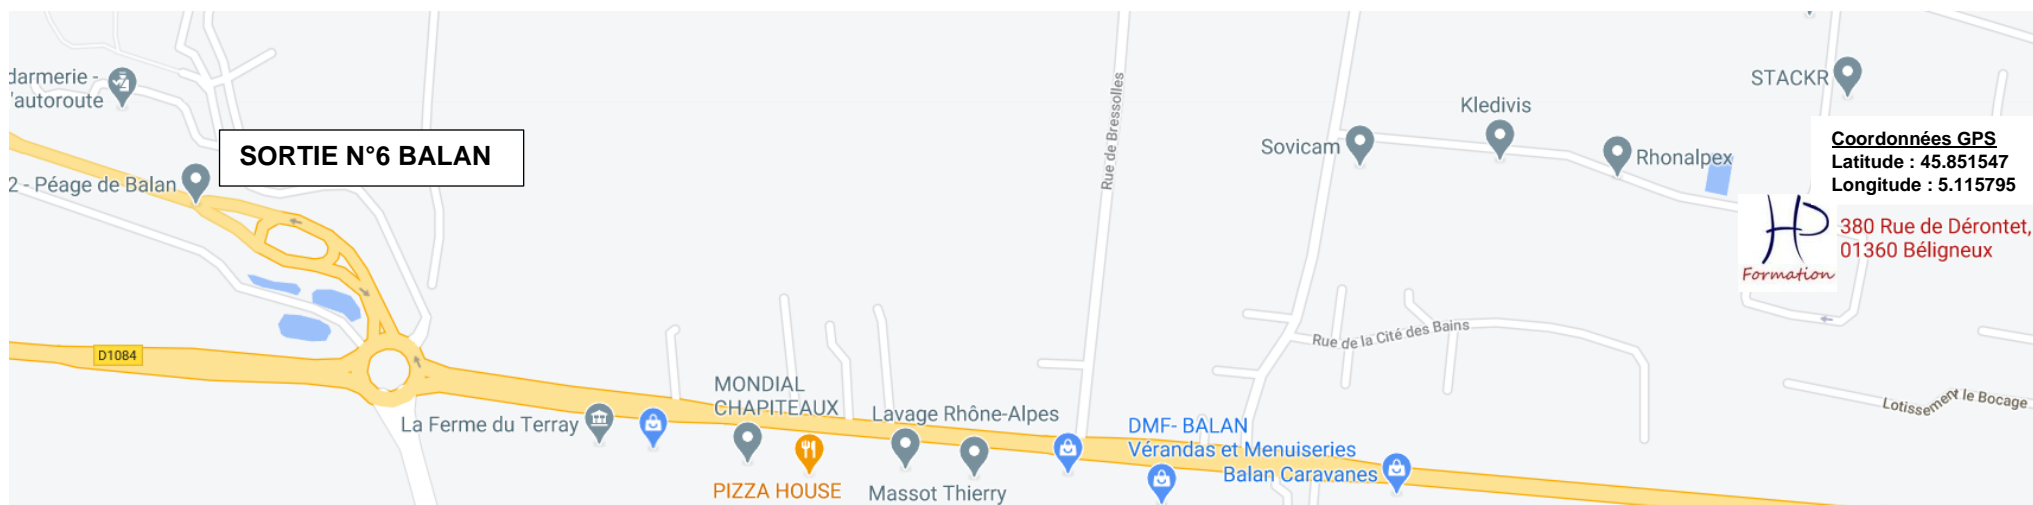 darmerie -
'autoroute
SORTIE N°6 BALAN
2 - Péage de Balan
D1084
La Ferme du Terray
MONDIAL
CHAPITEAUX
PIZZA HOUSE
Lavage Rhône-Alpes
Massot Thierry
Rue de Bressolles
DMF- BALAN
Vérandas et Menuiseries
Balan Caravanes
Sovicam
Kledivis
Rhonalpex
STACKR
Rue de la Cité des Bains
Coordonnées GPS
Latitude : 45.851547
Longitude : 5.115795
HP
Formation
380 Rue de Dérontet,
01360 Béligneux
Lotissement le Bocage